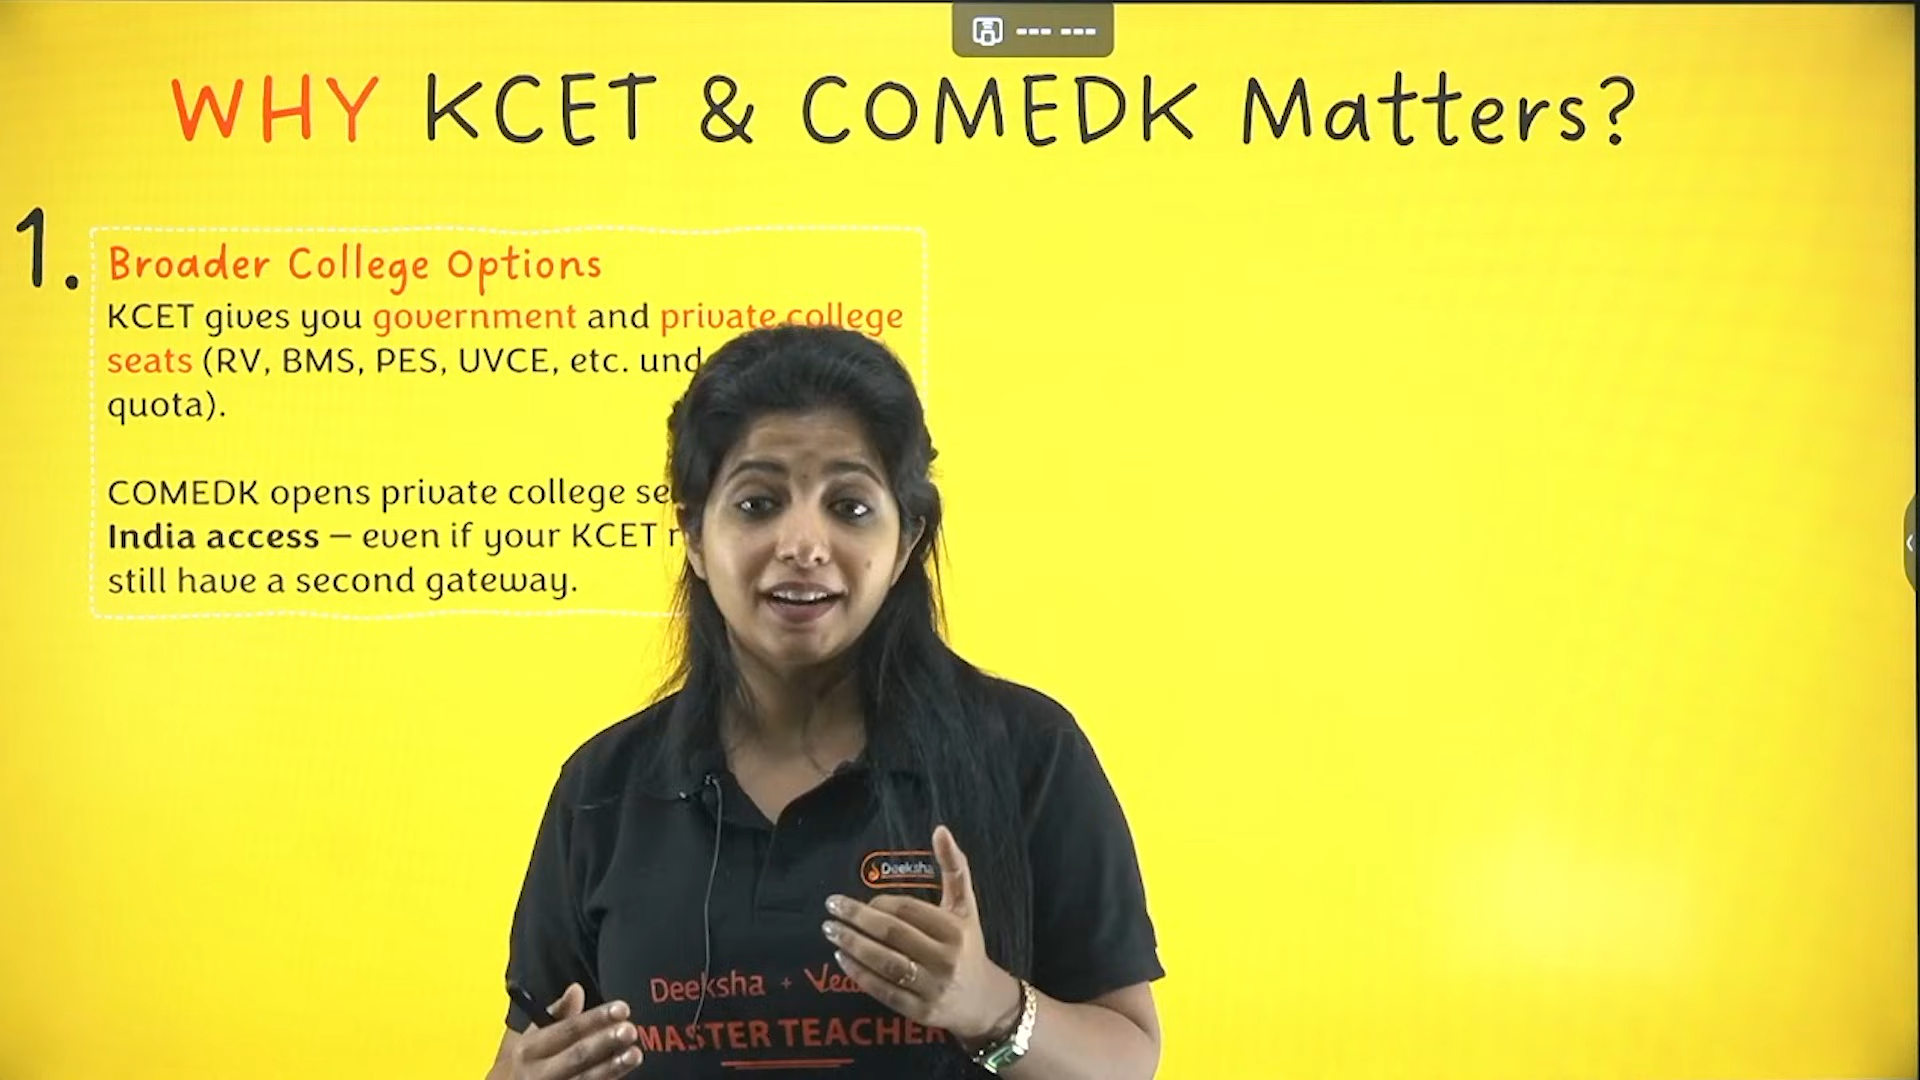 WHY KCET & COMEDK Matters?
1.
Broader College Options
KCET gives you government and private college
seats (RV, BMS, PES, UVCE, etc. und
quota).
COMEDK opens private college se
India access – even if your KCET r
still have a second gateway.
Deeksha
Deeksha + Ved
MASTER TEACHER